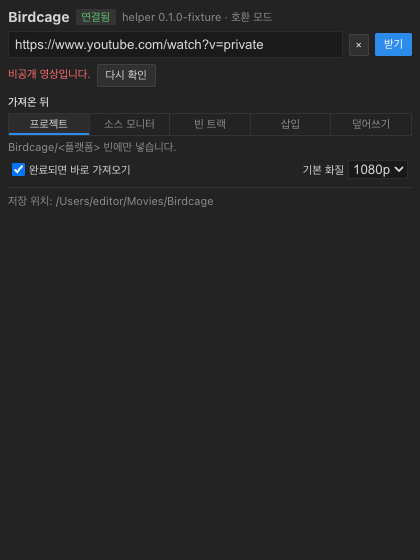 Birdcage 연결됨 helper 0.1.0-fixture · 호환 모드
https://www.youtube.com/watch?v=private × 받기
비공개 영상입니다. 다시 확인
가져온 뒤
프로젝트 소스 모니터 빈 트랙 삽입 덮어쓰기
Birdcage/<플랫폼> 빈에만 넣습니다.
완료되면 바로 가져오기 기본 화질 1080p
저장 위치: /Users/editor/Movies/Birdcage